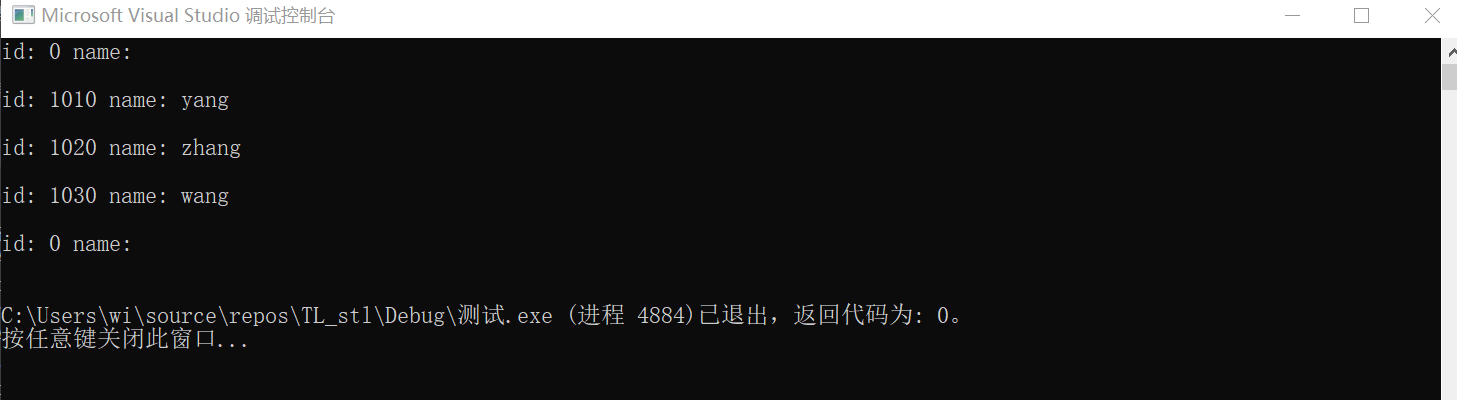 Microsoft Visual Studio 调试控制台
id: 0 name:
id: 1010 name: yang
id: 1020 name: zhang
id: 1030 name: wang
id: 0 name:
C:\Users\wi\source\repos\TL_stl\Debug\测试.exe (进程 4884)已退出，返回代码为: 0。
按任意键关闭此窗口...